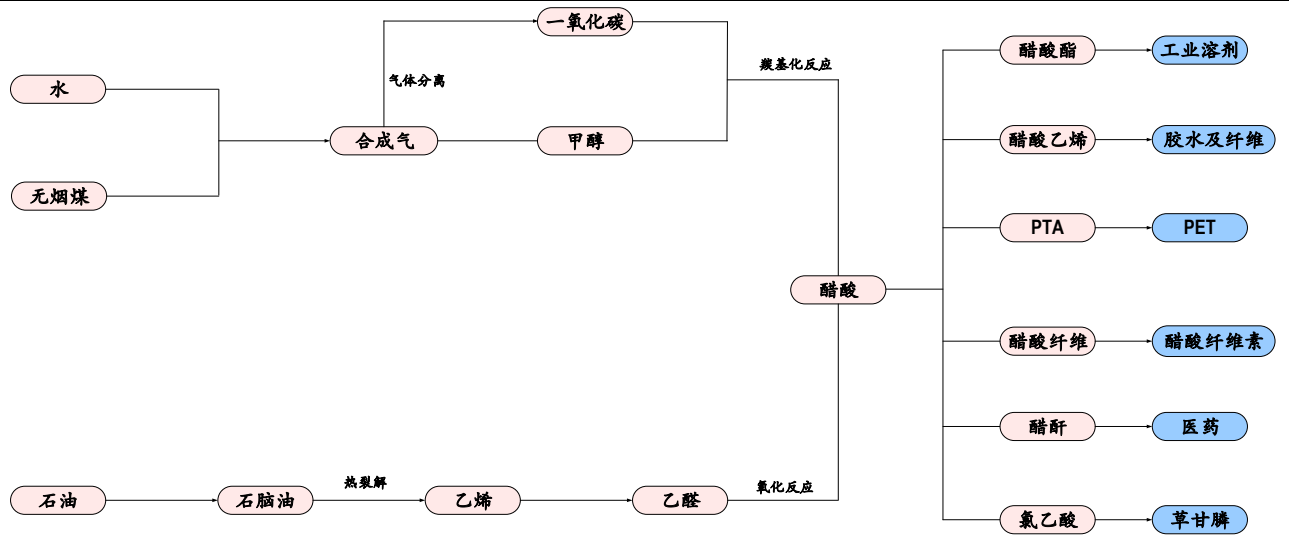 一氧化碳
醋酸酯
工业溶剂
羰基化反应
气体分离
水
合成气
甲醇
醋酸乙烯
胶水及纤维
无烟煤
PTA
PET
醋酸
醋酸纤维
醋酸纤维素
醋酐
医药
热裂解
氧化反应
石油
石脑油
乙烯
乙醛
氯乙酸
草甘膦